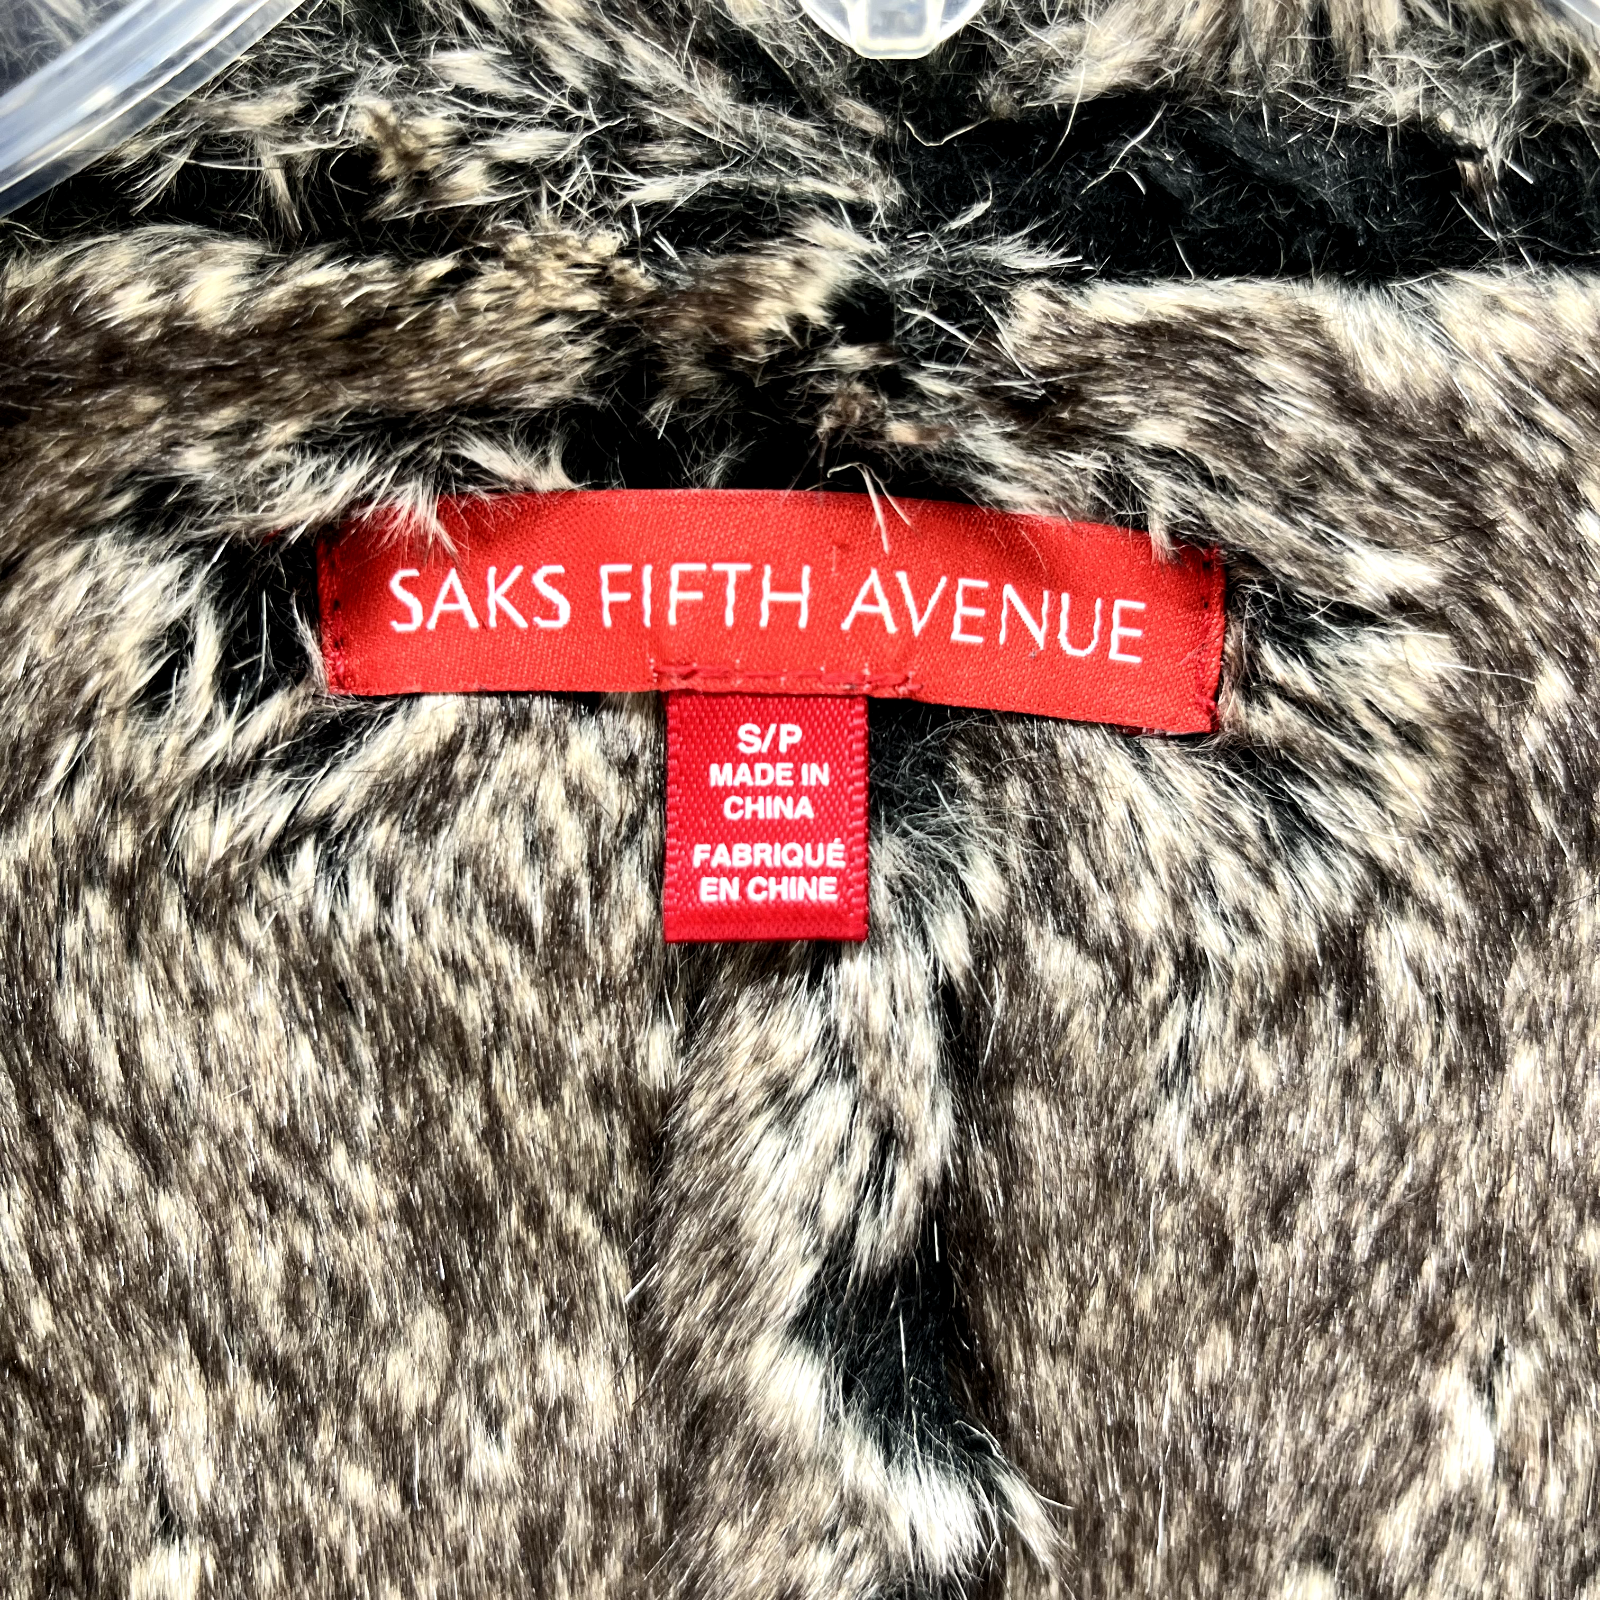 SAKS FIFTH AVENUE
S/P
MADE IN
CHINA
FABRIQUÉ
EN CHINE